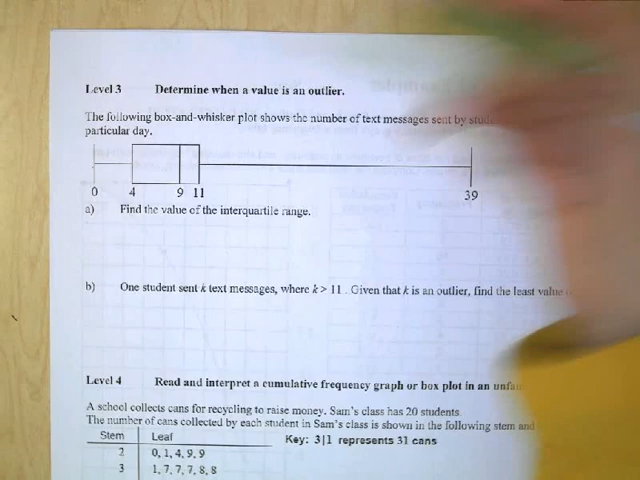 Level 3 Determine when a value is an outlier.
The following box-and-whisker plot shows the number of text messages sent by
particular day.
0 4 9 11 39
a) Find the value of the interquartile range.
b) One student sent k text messages, where k > 11 . Given that k is an outlier, find the least value
Level 4 Read and interpret a cumulative frequency graph or box plot in an
A school collects cans for recycling to raise money. Sam's class has 20 students.
The number of cans collected by each student in Sam's class is shown in the following stem and
Stem Leaf Key: 3|1 represents 31 cans
2 0, 1, 4, 9, 9
3 1, 7, 7, 7, 8, 8